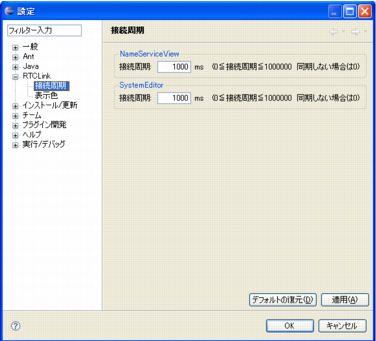 設定
フィルター入力
一般
Ant
Java
RTCLink
接続周期
表示色
インストール/更新
チーム
プラグイン開発
ヘルプ
実行/デバッグ
接続周期
NameServiceView
接続周期 1000 ms (0≦接続周期≦1000000 同期しない場合は0)
SystemEditor
接続周期 1000 ms (0≦接続周期≦1000000 同期しない場合は0)
デフォルトの復元(D) 適用(A)
OK キャンセル